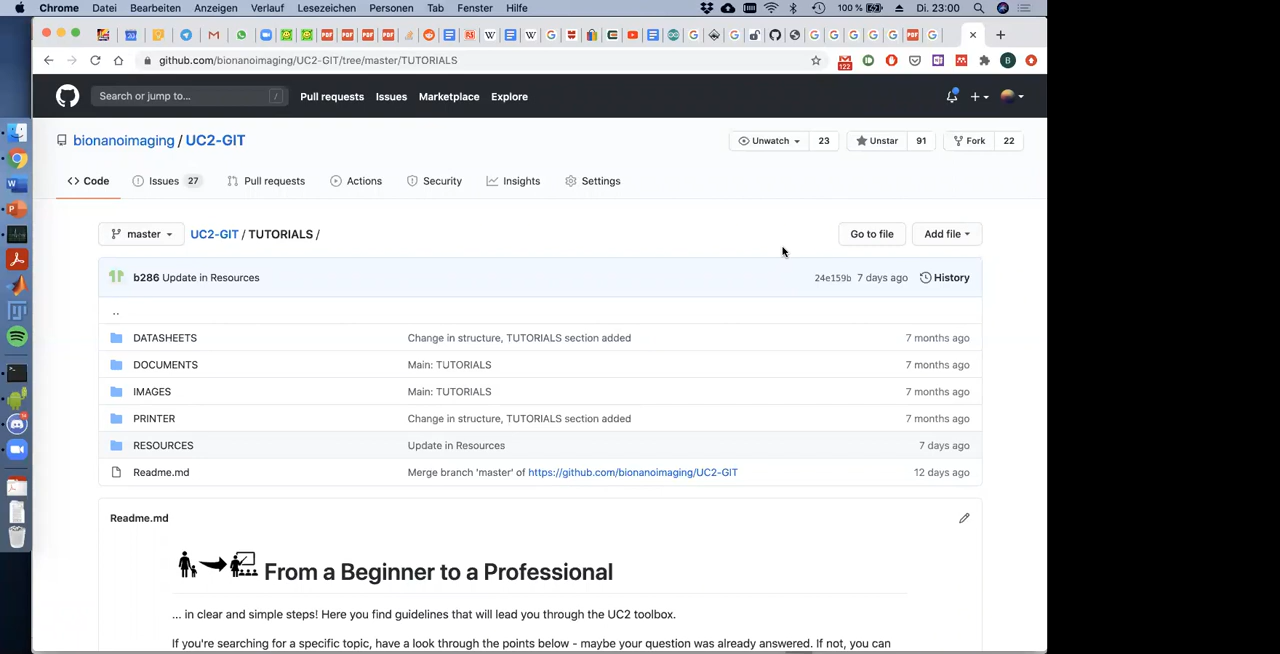 Chrome Datei Bearbeiten Anzeigen Verlauf Lesezeichen Personen Tab Fenster Hilfe 100 % Di. 23:00
github.com/bionanoimaging/UC2-GIT/tree/master/TUTORIALS 122 B
Search or jump to... / Pull requests Issues Marketplace Explore
bionanoimaging / UC2-GIT Unwatch 23 Unstar 91 Fork 22
Code Issues 27 Pull requests Actions Security Insights Settings
master UC2-GIT / TUTORIALS / Go to file Add file
b286 Update in Resources 24e159b 7 days ago History
..
DATASHEETS Change in structure, TUTORIALS section added 7 months ago
DOCUMENTS Main: TUTORIALS 7 months ago
IMAGES Main: TUTORIALS 7 months ago
PRINTER Change in structure, TUTORIALS section added 7 months ago
RESOURCES Update in Resources 7 days ago
Readme.md Merge branch 'master' of https://github.com/bionanoimaging/UC2-GIT 12 days ago
Readme.md
From a Beginner to a Professional
... in clear and simple steps! Here you find guidelines that will lead you through the UC2 toolbox.
If you're searching for a specific topic, have a look through the points below - maybe your question was already answered. If not, you can